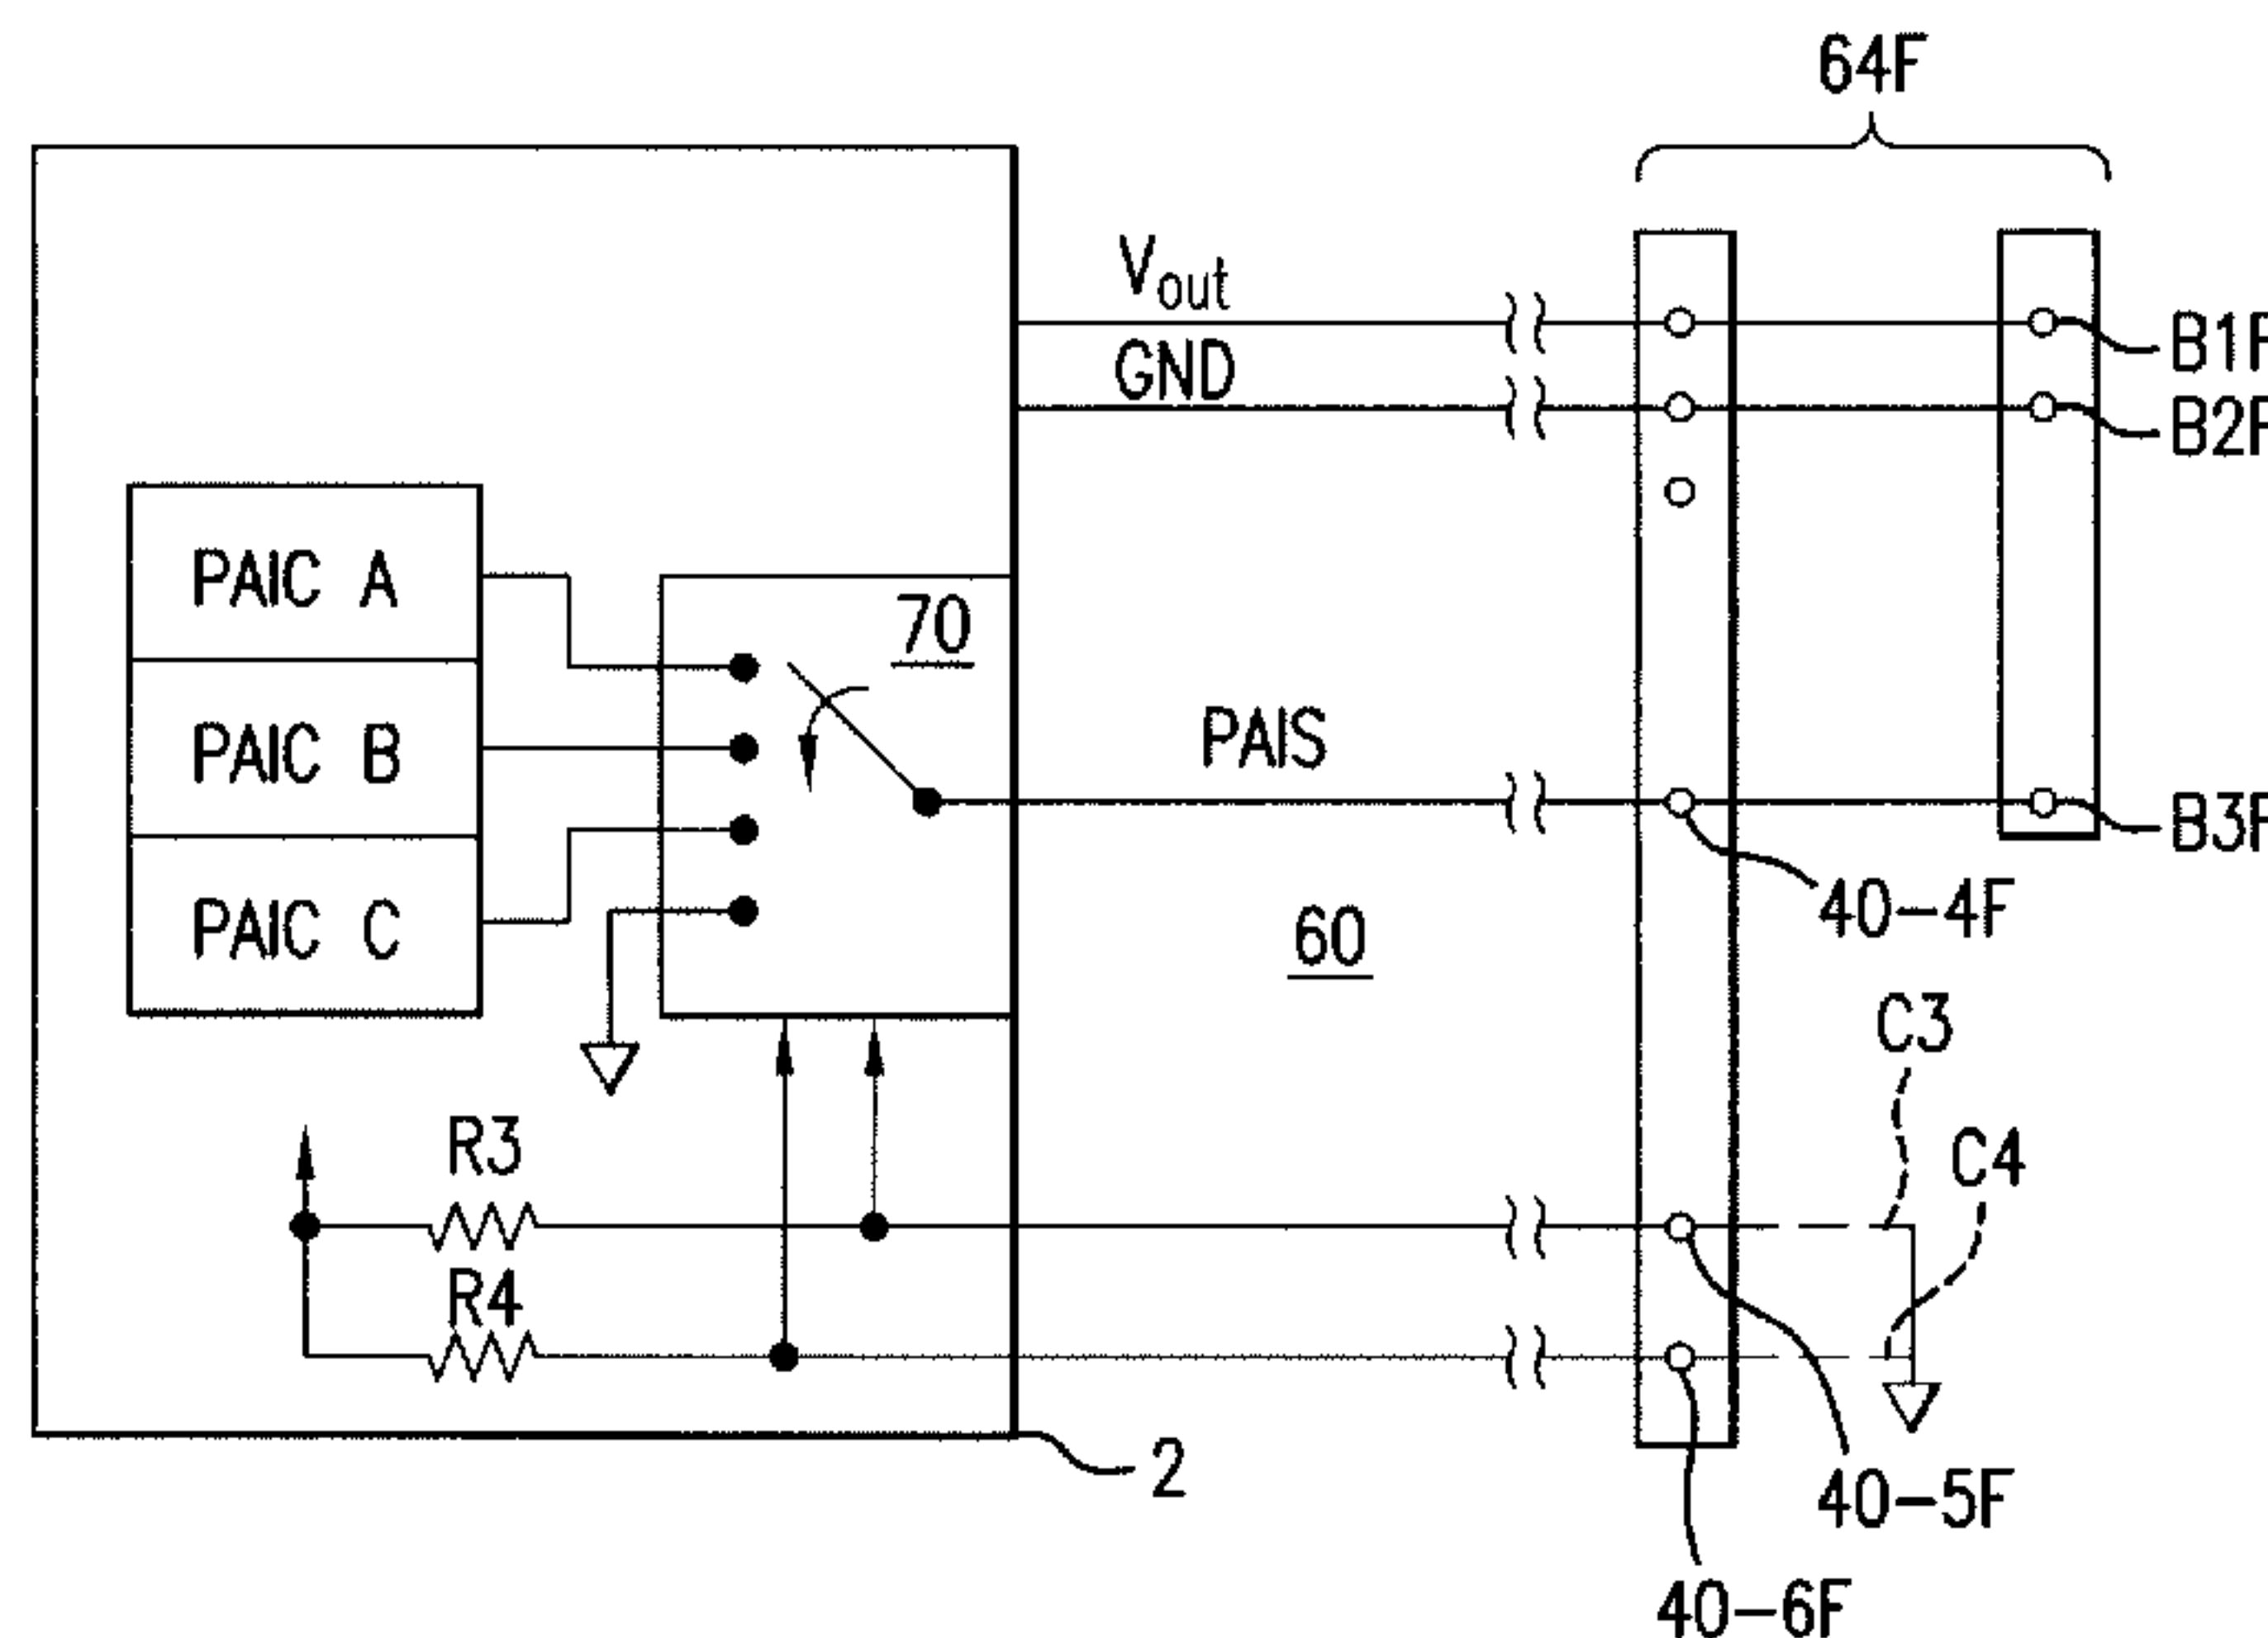 64F
Vout
GND
B1F
B2F
PAIC A
70
PAIC B
PAIS
B3F
PAIC C
60
40-4F
C3
R3
C4
R4
2
40-5F
40-6F